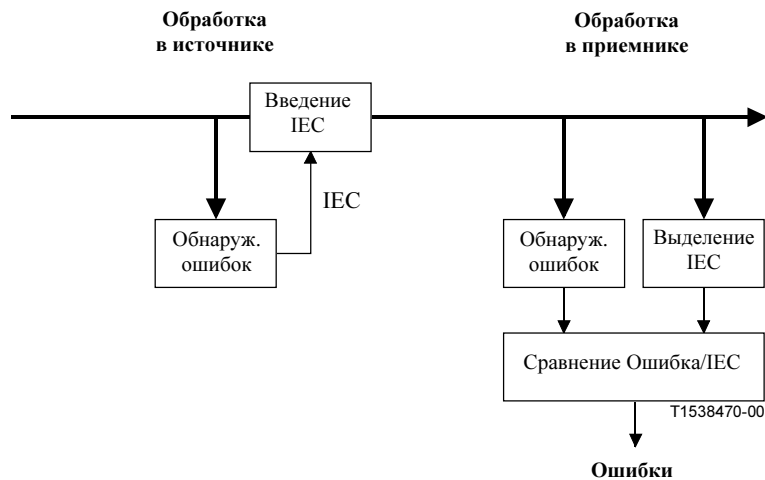 Обработка
в источнике
Обработка
в приемнике
Введение
IEC
IEC
Обнаруж.
ошибок
Обнаруж.
ошибок
Выделение
IEC
Сравнение Ошибка/IEC
T1538470-00
Ошибки